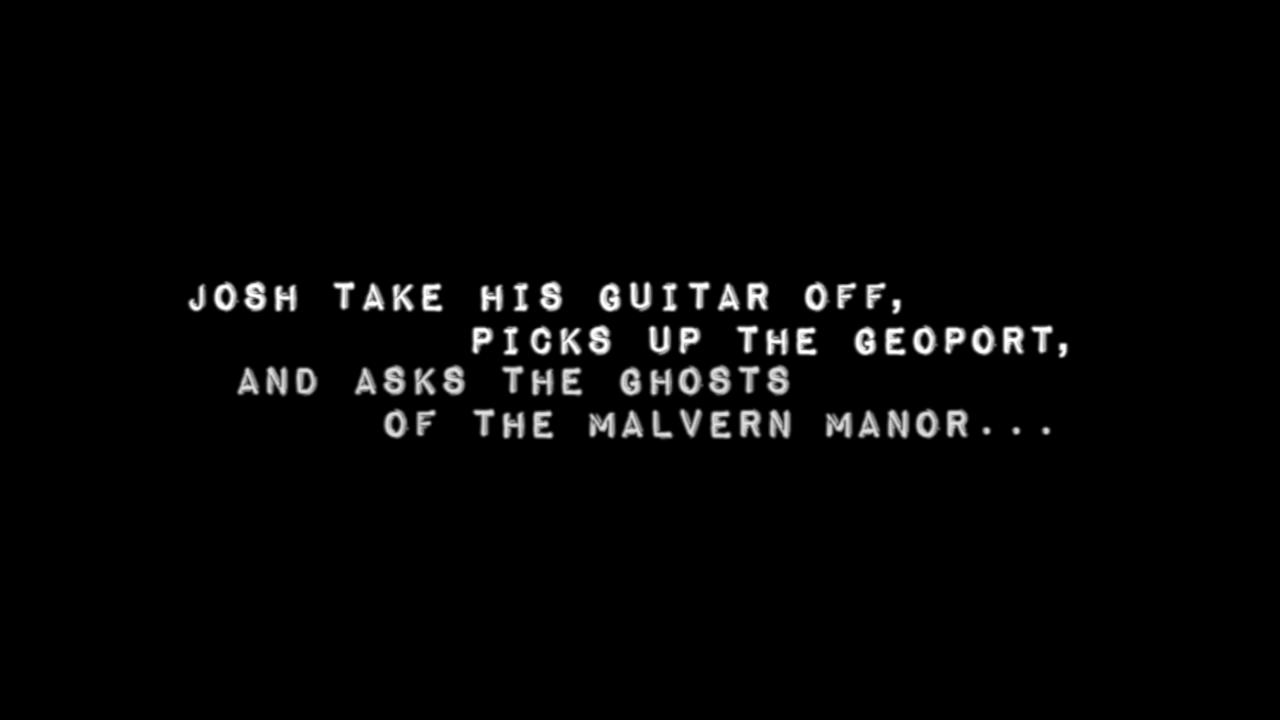 JOSH TAKE HIS GUITAR OFF,
PICKS UP THE GEOPORT,
AND ASKS THE GHOSTS
OF THE MALVERN MANOR...